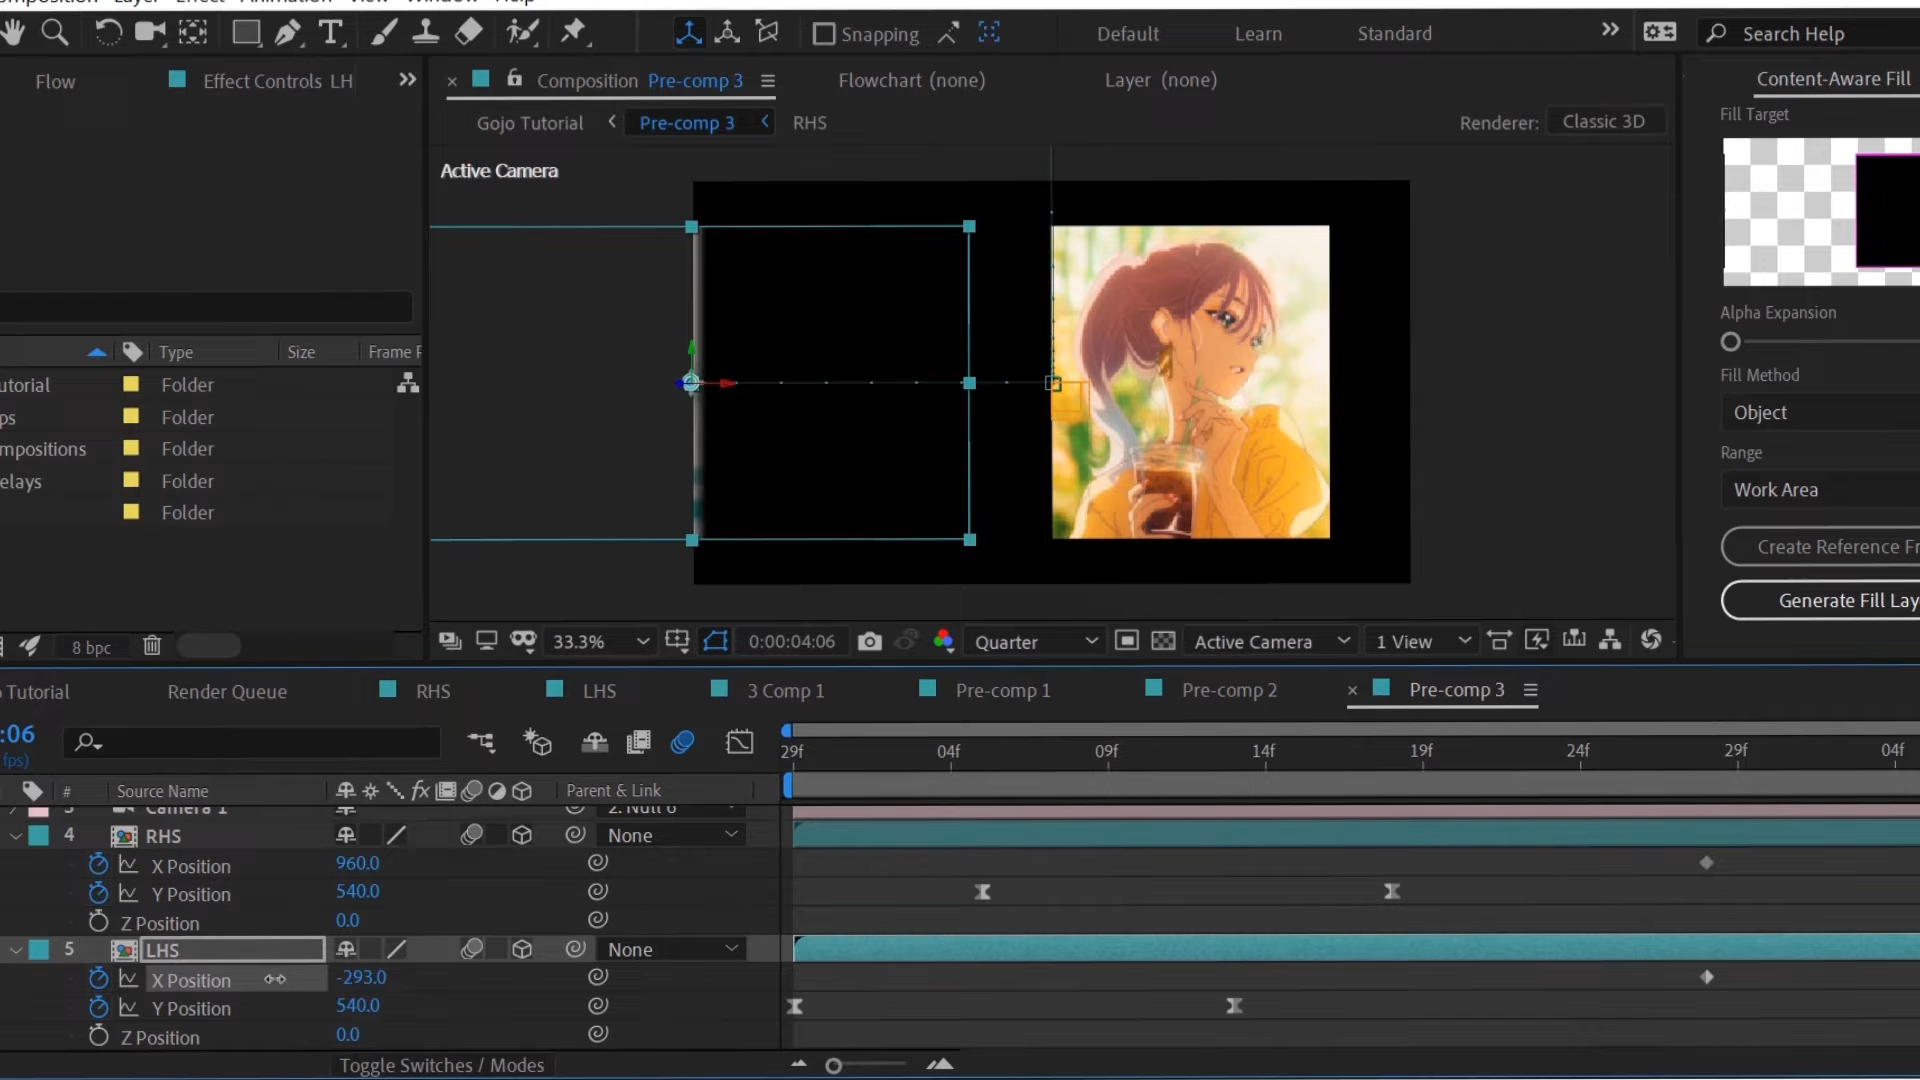 Snapping
Default
Learn
Standard
Search Help
Flow
Effect Controls LH
Composition Pre-comp 3
Flowchart (none)
Layer (none)
Content-Aware Fill
Gojo Tutorial
Pre-comp 3
RHS
Renderer:
Classic 3D
Fill Target
Active Camera
Alpha Expansion
Type
Size
Frame
utorial
Folder
ps
Folder
mpositions
Folder
elays
Folder
Folder
Fill Method
Object
Range
Work Area
Create Reference Fr
Generate Fill Lay
8 bpc
33.3%
0:00:04:06
Quarter
Active Camera
1 View
Tutorial
Render Queue
RHS
LHS
3 Comp 1
Pre-comp 1
Pre-comp 2
Pre-comp 3
:06
fps)
29f
04f
09f
14f
19f
24f
29f
04f
#
Source Name
fx
Parent & Link
Camera 1
2. Null 6
4
RHS
None
X Position
960.0
Y Position
540.0
Z Position
0.0
5
LHS
None
X Position
-293.0
Y Position
540.0
Z Position
0.0
Toggle Switches / Modes